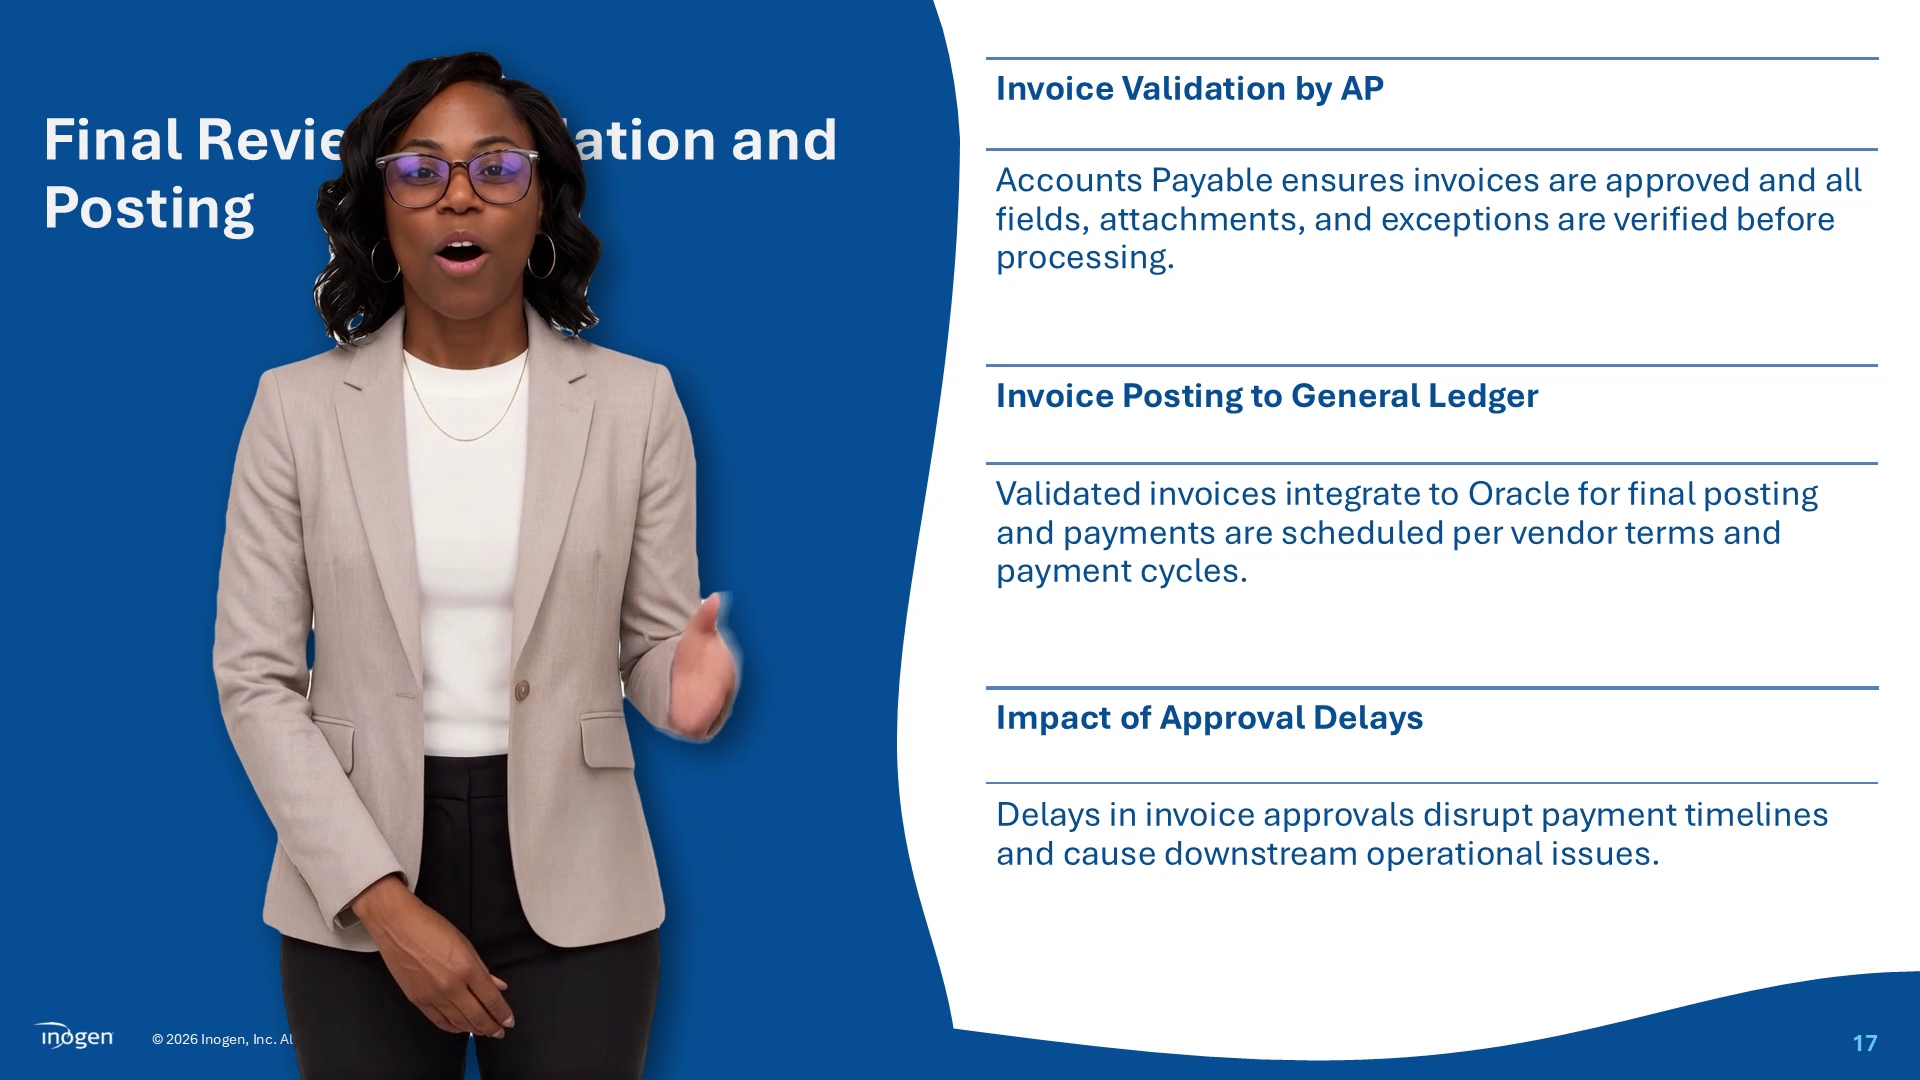 Final Revie ation and
Posting
Invoice Validation by AP
Accounts Payable ensures invoices are approved and all
fields, attachments, and exceptions are verified before
processing.
Invoice Posting to General Ledger
Validated invoices integrate to Oracle for final posting
and payments are scheduled per vendor terms and
payment cycles.
Impact of Approval Delays
Delays in invoice approvals disrupt payment timelines
and cause downstream operational issues.
inogen
© 2026 Inogen, Inc. Al
17